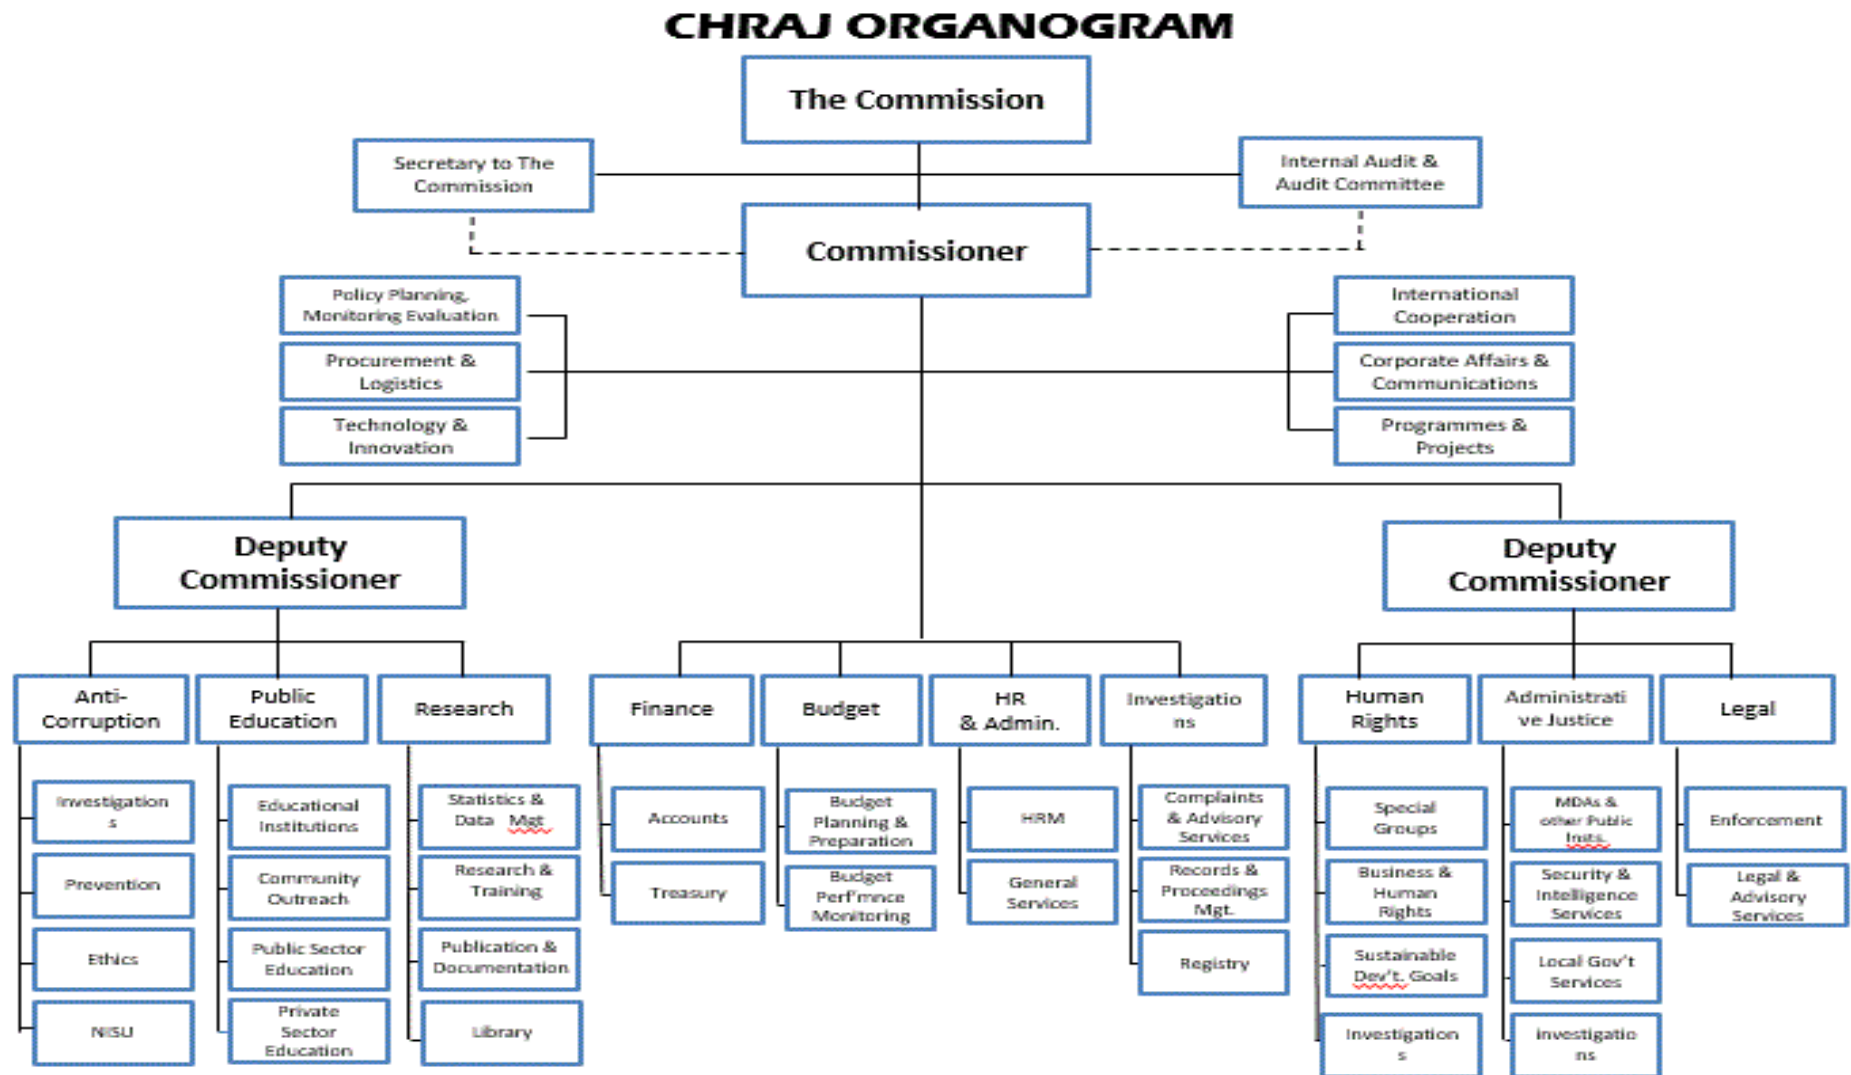 CHRAJ ORGANOGRAM
The Commission
Secretary to The
Commission
Internal Audit &
Audit Committee
Commissioner
Policy Planning,
Monitoring Evaluation
Procurement &
Logistics
Technology &
Innovation
International
Cooperation
Corporate Affairs &
Communications
Programmes &
Projects
Deputy
Commissioner
Deputy
Commissioner
Anti-
Corruption
Public
Education
Research
Finance
Budget
HR
& Admin.
Investigatio
ns
Human
Rights
Administrati
ve Justice
Legal
Investigation
s
Prevention
Ethics
NISU
Educational
Institutions
Community
Outreach
Public Sector
Education
Private
Sector
Education
Statistics &
Data Mgt
Research &
Training
Publication &
Documentation
Library
Accounts
Treasury
Budget
Planning &
Preparation
Budget
Perf'mnce
Monitoring
HRM
General
Services
Complaints
& Advisory
Services
Records &
Proceedings
Mgt.
Registry
Special
Groups
Business &
Human
Rights
Sustainable
Dev't. Goals
Investigation
s
MDAs &
other Public
Insts.
Security &
Intelligence
Services
Local Gov't
Services
investigatio
ns
Enforcement
Legal &
Advisory
Services